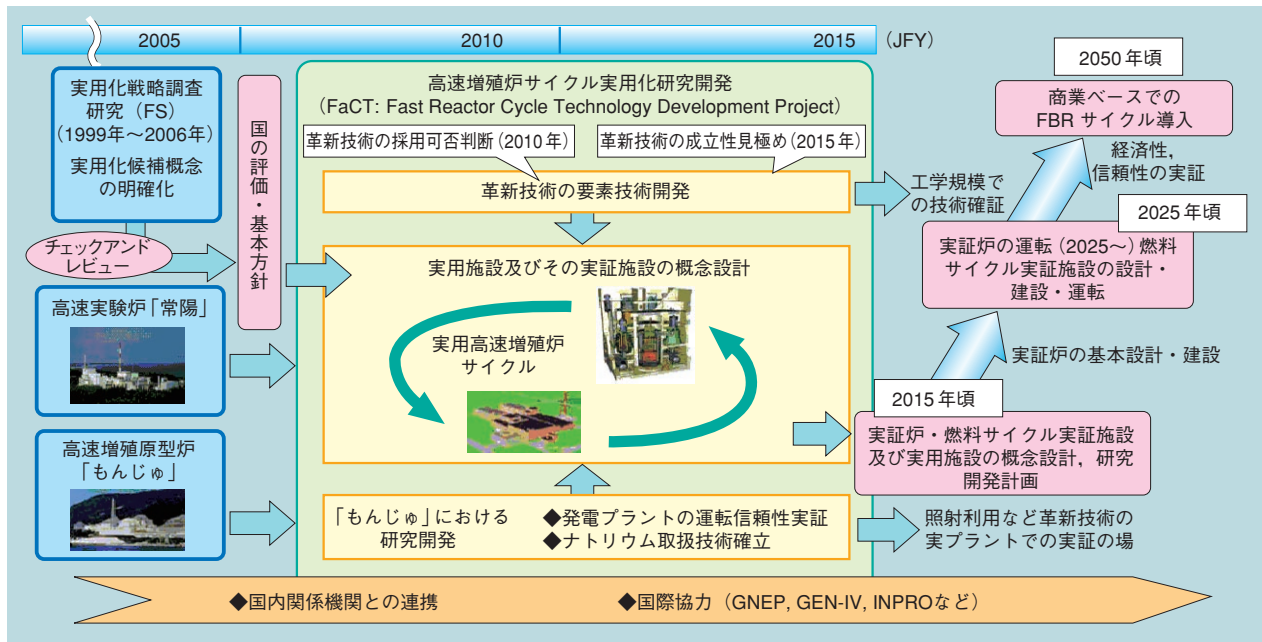 2005
2010
2015
(JFY)
実用化戦略調査
研究（FS）
（1999年～2006年）
実用化候補概念
の明確化
チェックアンド
レビュー
国の評価・基本方針
高速実験炉「常陽」
高速増殖原型炉
「もんじゅ」
高速増殖炉サイクル実用化研究開発
（FaCT: Fast Reactor Cycle Technology Development Project）
革新技術の採用可否判断（2010年）
革新技術の成立性見極め（2015年）
革新技術の要素技術開発
実用施設及びその実証施設の概念設計
実用高速増殖炉
サイクル
「もんじゅ」における
研究開発
◆発電プラントの運転信頼性実証
◆ナトリウム取扱技術確立
2050年頃
商業ベースでの
FBR サイクル導入
経済性，
信頼性の実証
工学規模で
の技術確証
2025年頃
実証炉の運転（2025～）燃料
サイクル実証施設の設計・
建設・運転
実証炉の基本設計・建設
2015年頃
実証炉・燃料サイクル実証施設
及び実用施設の概念設計，研究
開発計画
照射利用など革新技術の
実プラントでの実証の場
◆国内関係機関との連携
◆国際協力（GNEP, GEN-IV, INPROなど）